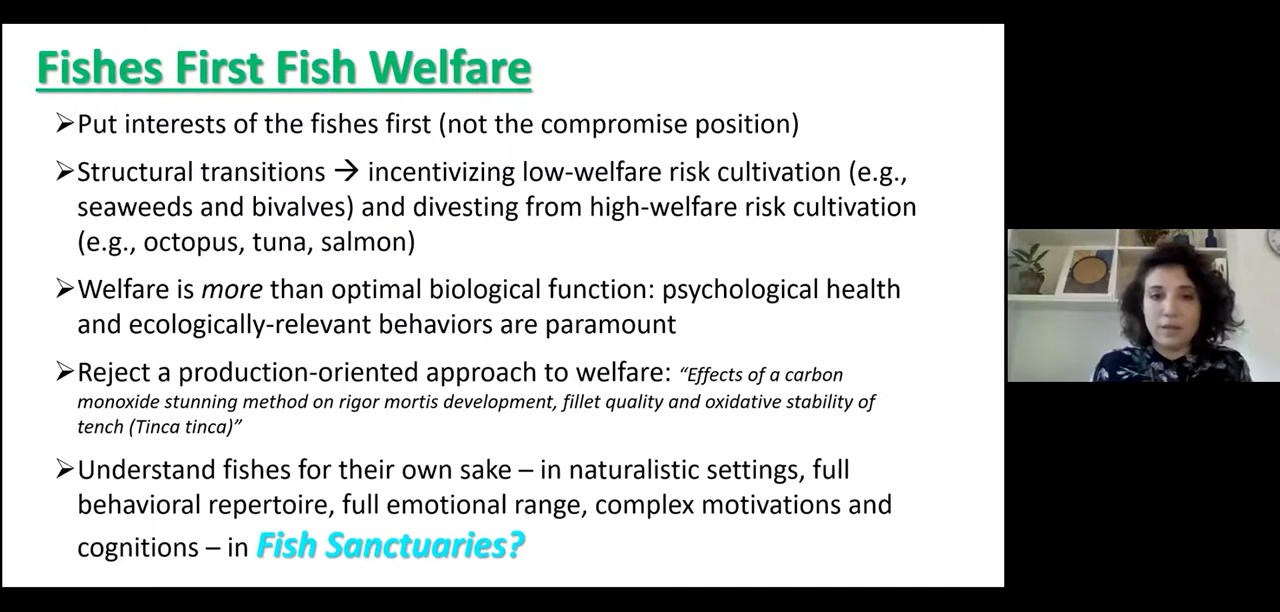 Fishes First Fish Welfare
➢Put interests of the fishes first (not the compromise position)
➢Structural transitions → incentivizing low-welfare risk cultivation (e.g.,
seaweeds and bivalves) and divesting from high-welfare risk cultivation
(e.g., octopus, tuna, salmon)
➢Welfare is more than optimal biological function: psychological health
and ecologically-relevant behaviors are paramount
➢Reject a production-oriented approach to welfare: “Effects of a carbon
monoxide stunning method on rigor mortis development, fillet quality and oxidative stability of
tench (Tinca tinca)”
➢Understand fishes for their own sake – in naturalistic settings, full
behavioral repertoire, full emotional range, complex motivations and
cognitions – in Fish Sanctuaries?